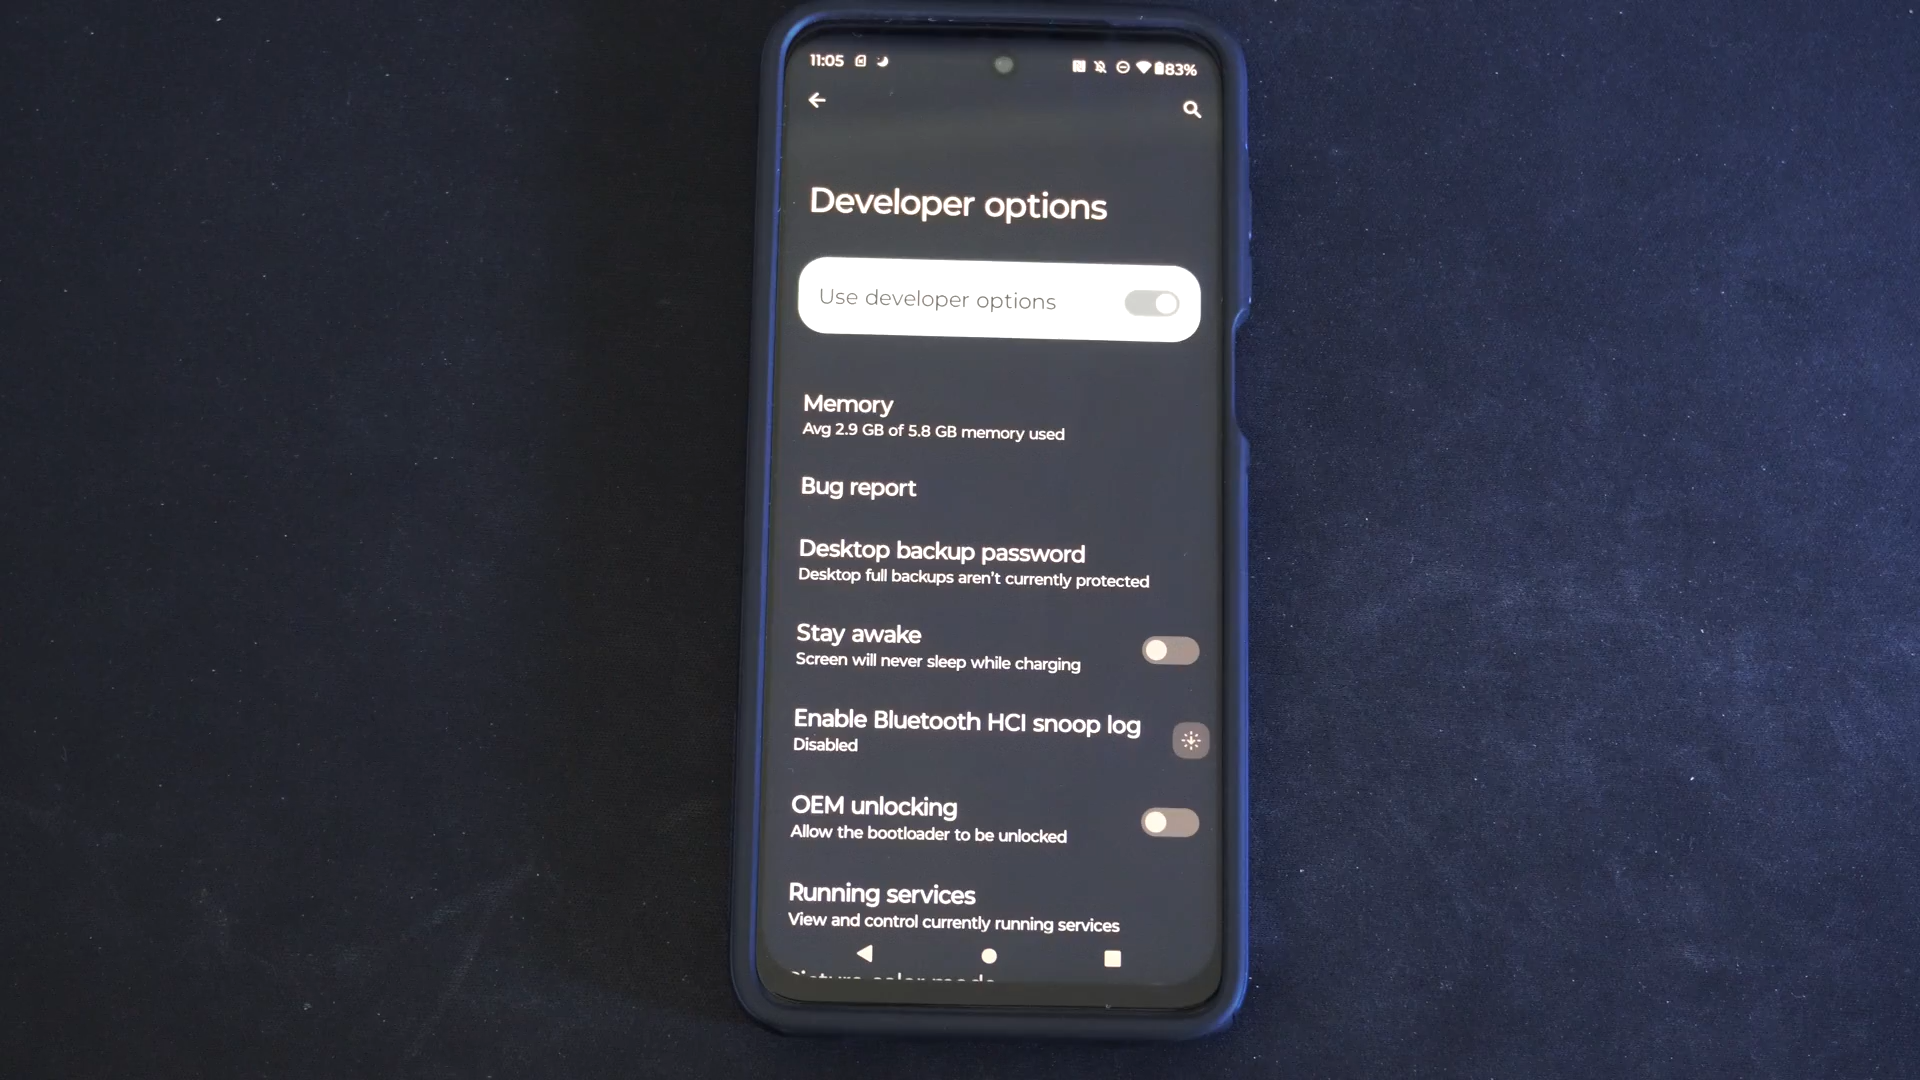 11:05 83%
Developer options
Use developer options
Memory
Avg 2.9 GB of 5.8 GB memory used
Bug report
Desktop backup password
Desktop full backups aren't currently protected
Stay awake
Screen will never sleep while charging
Enable Bluetooth HCI snoop log
Disabled
OEM unlocking
Allow the bootloader to be unlocked
Running services
View and control currently running services
Picture color mode